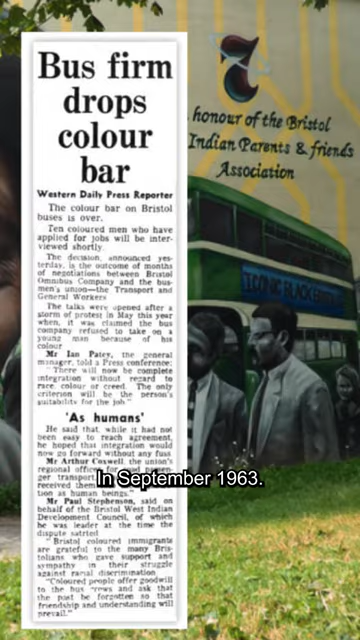 Bus firm
drops
colour
bar
Western Daily Press Reporter
The colour bar on Bristol
buses is over.
Ten coloured men who have
applied for jobs will be inter-
viewed shortly.
The decision, announced yes-
terday, is the outcome of months
of negotiations between Bristol
Omnibus Company and the bus-
men's union—the Transport and
General Workers
The talks were opened after a
storm of protest in May this year
when, it was claimed the bus
company refused to take on a
young man because of his
colour
Mr Ian Patey, the general
manager, told a Press conference:
"There will now be complete
integration without regard to
race, colour or creed. The only
criterion will be the person's
suitability for the job"
'As humans'
He said that, while it had not
been easy to reach agreement,
he hoped that integration would
now go forward without any fuss
Mr Arthur Coxwell, the union's
regional officer
ger transport,
received them
tion as human beings."
Mr Paul Stephenson, said on
behalf of the Bristol West Indian
Development Council, of which
he was leader at the time the
dispute started
"Bristol coloured immigrants
are grateful to the many Bris-
tolians who gave support and
sympathy in their struggle
against racial discrimination.
"Coloured people offer goodwill
to the bus crews and ask that
the past be forgotten so that
friendship and understanding will
prevail."
7
honour of the Bristol
Indian Parents & friends
Association
In September 1963.